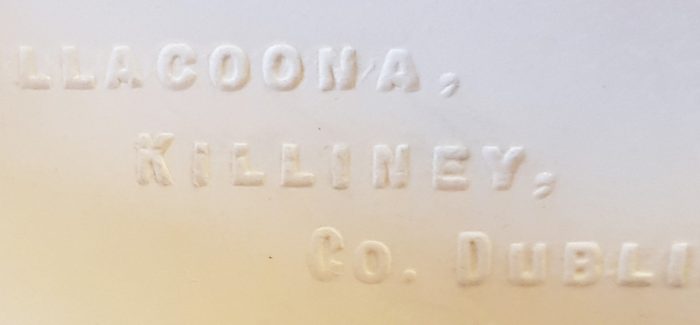 LLACOONA,
KILLINEY,
CO. DUBLI